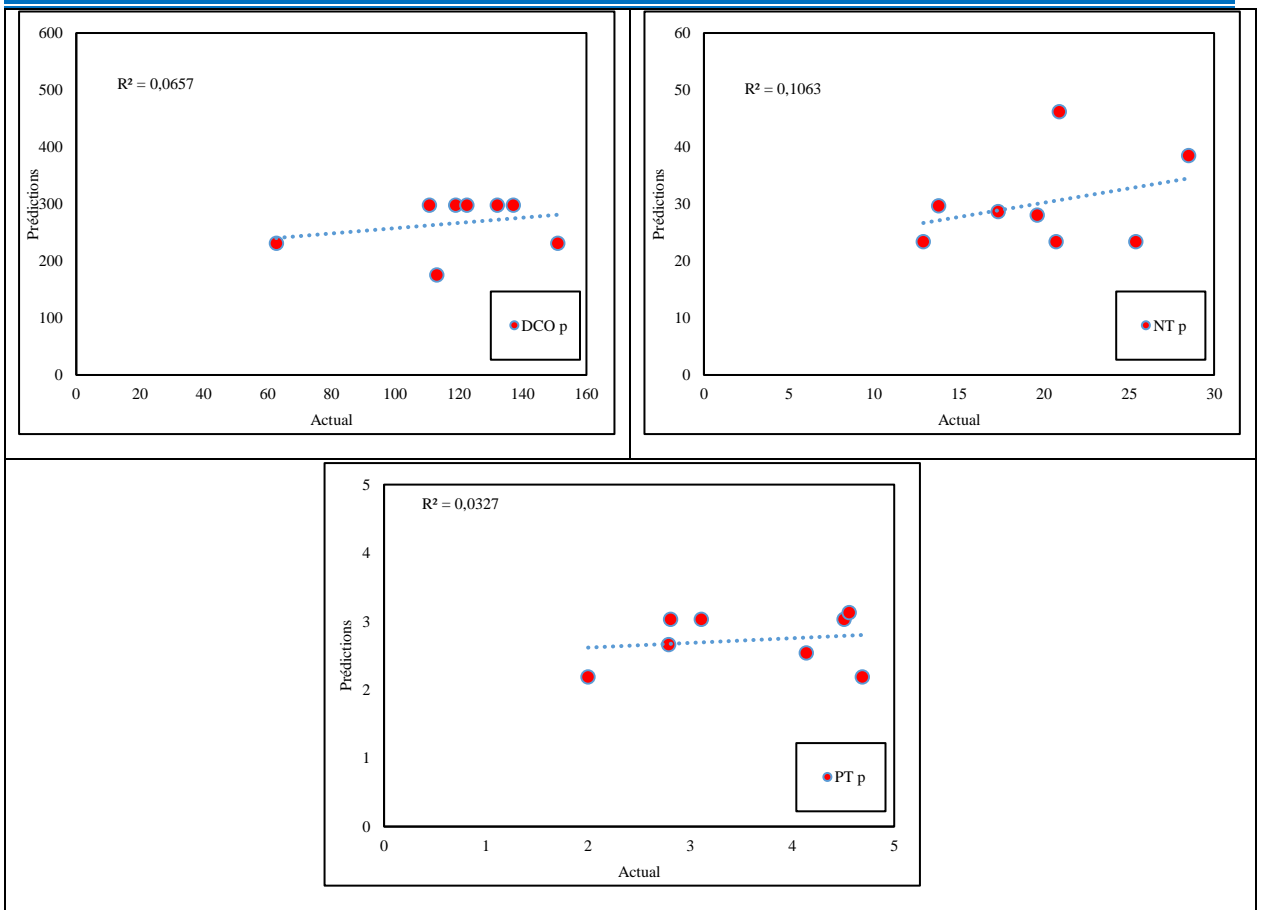 R² = 0,0657
Prédictions
600
500
400
300
200
100
0
0 20 40 60 80 100 120 140 160
Actual
DCO p
R² = 0,1063
Prédictions
60
50
40
30
20
10
0
0 5 10 15 20 25 30
Actual
NT p
R² = 0,0327
Prédictions
5
4
3
2
1
0
0 1 2 3 4 5
Actual
PT p